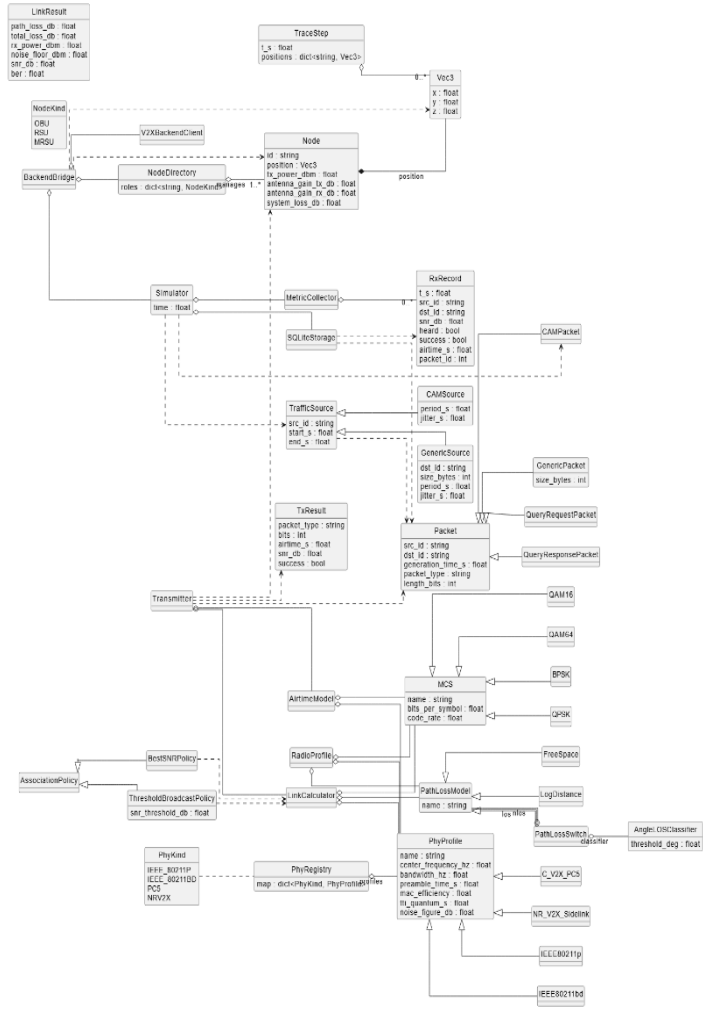 LinkResult
path_loss_db : float
total_loss_db : float
rx_power_dbm : float
noise_floor_dbm : float
snr_db : float
ber : float
TraceStep
t_s : float
positions : dict<string, Vec3>
0..*
Vec3
x : float
y : float
z : float
NodeKind
OBU
RSU
MRSU
V2XBackendClient
Node
id : string
position : Vec3
tx_power_dbm : float
antenna_gain_tx_db : float
antenna_gain_rx_db : float
system_loss_db : float
position
BackendBridge
NodeDirectory
roles : dict<string, NodeKind>
manages 1..*
Simulator
time : float
MetricCollector
0..*
SQLiteStorage
RxRecord
t_s : float
src_id : string
dst_id : string
snr_db : float
heard : bool
success : bool
airtime_s : float
packet_id : int
CAMPacket
TrafficSource
src_id : string
start_s : float
end_s : float
CAMSource
period_s : float
jitter_s : float
GenericSource
dst_id : string
size_bytes : int
period_s : float
jitter_s : float
GenericPacket
size_bytes : int
QueryRequestPacket
QueryResponsePacket
TxResult
packet_type : string
bits : int
airtime_s : float
snr_db : float
success : bool
Packet
src_id : string
dst_id : string
generation_time_s : float
packet_type : string
length_bits : int
Transmitter
QAM16
QAM64
BPSK
QPSK
MCS
name : string
bits_per_symbol : float
code_rate : float
AirtimeModel
RadioProfile
BestSNRPolicy
AssociationPolicy
ThresholdBroadcastPolicy
snr_threshold_db : float
LinkCalculator
PathLossModel
name : string
FreeSpace
LogDistance
los nlos
PathLossSwitch
classifier
AngleLOSClassifier
threshold_deg : float
PhyKind
IEEE_80211P
IEEE_80211BD
PC5
NRV2X
PhyRegistry
map : dict<PhyKind, PhyProfile>
profiles
PhyProfile
name : string
center_frequency_hz : float
bandwidth_hz : float
preamble_time_s : float
mac_efficiency : float
tti_quantum_s : float
noise_figure_db : float
C_V2X_PC5
NR_V2X_Sidelink
IEEE80211p
IEEE80211bd